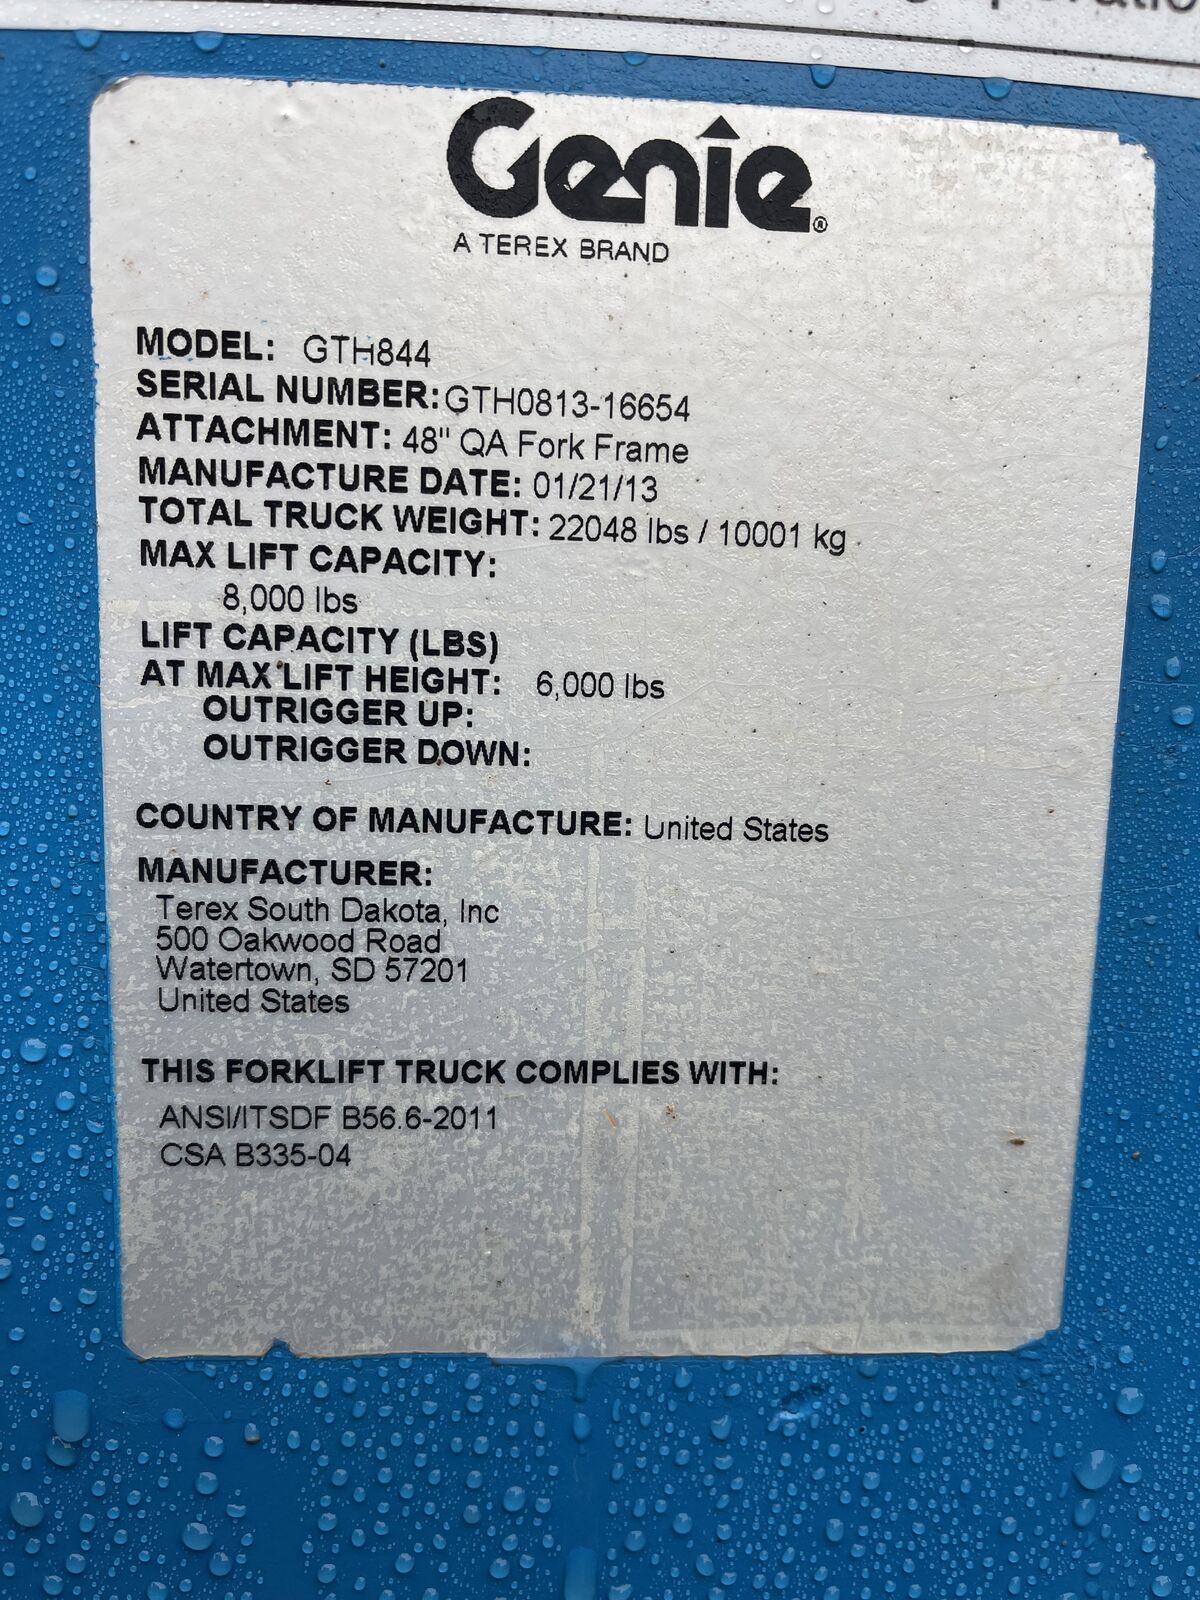 Genie®
A TEREX BRAND
MODEL: GTH844
SERIAL NUMBER: GTH0813-16654
ATTACHMENT: 48" QA Fork Frame
MANUFACTURE DATE: 01/21/13
TOTAL TRUCK WEIGHT: 22048 lbs / 10001 kg
MAX LIFT CAPACITY:
8,000 lbs
LIFT CAPACITY (LBS)
AT MAX LIFT HEIGHT: 6,000 lbs
OUTRIGGER UP:
OUTRIGGER DOWN:
COUNTRY OF MANUFACTURE: United States
MANUFACTURER:
Terex South Dakota, Inc
500 Oakwood Road
Watertown, SD 57201
United States
THIS FORKLIFT TRUCK COMPLIES WITH:
ANSI/ITSDF B56.6-2011
CSA B335-04